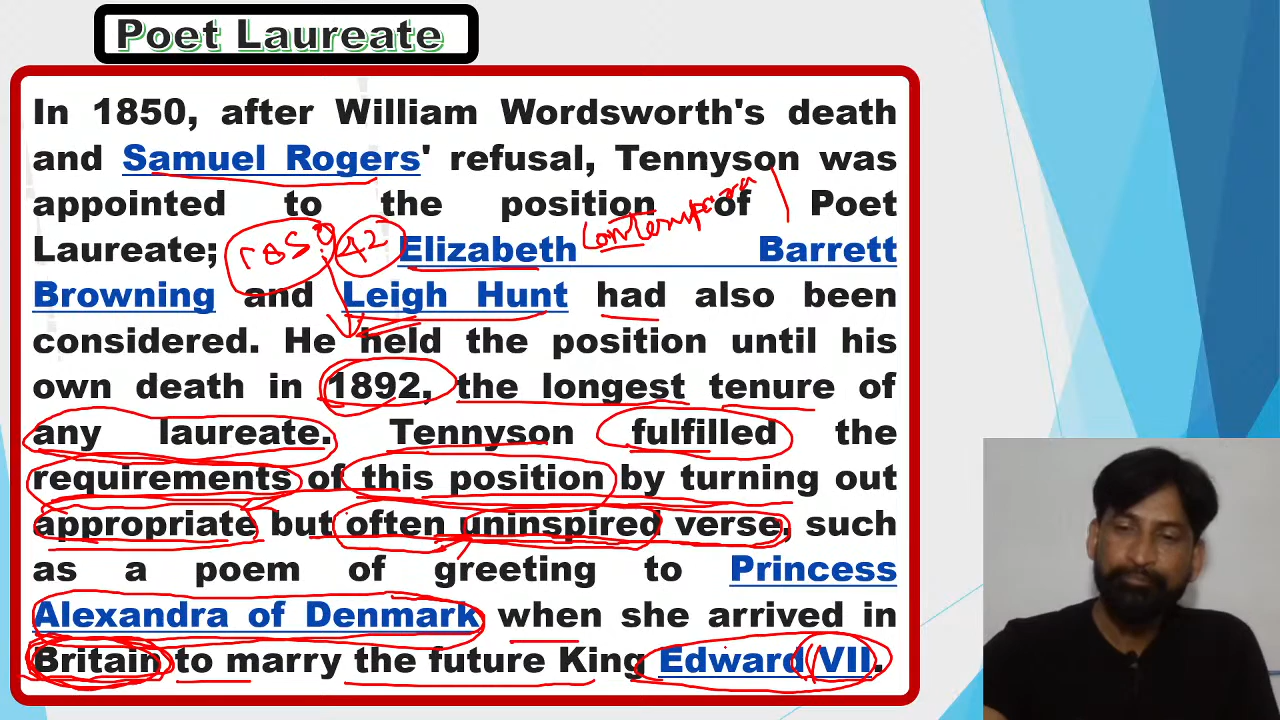 Poet Laureate
In 1850, after William Wordsworth's death
and Samuel Rogers' refusal, Tennyson was
appointed to the position of Poet
Laureate; 42 Elizabeth Barrett
Browning and Leigh Hunt had also been
considered. He held the position until his
own death in 1892, the longest tenure of
any laureate. Tennyson fulfilled the
requirements of this position by turning out
appropriate but often uninspired verse, such
as a poem of greeting to Princess
Alexandra of Denmark when she arrived in
Britain to marry the future King Edward VII.